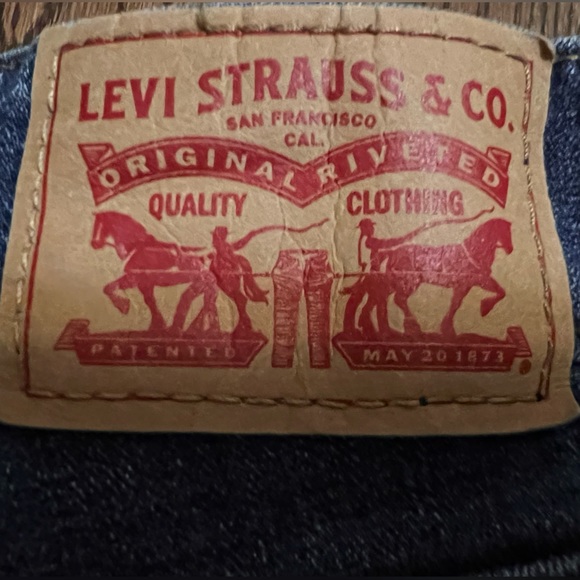 LEVI STRAUSS & CO.
SAN FRANCISCO
CAL.
ORIGINAL RIVETED
QUALITY CLOTHING
PATENTED MAY 20 1873